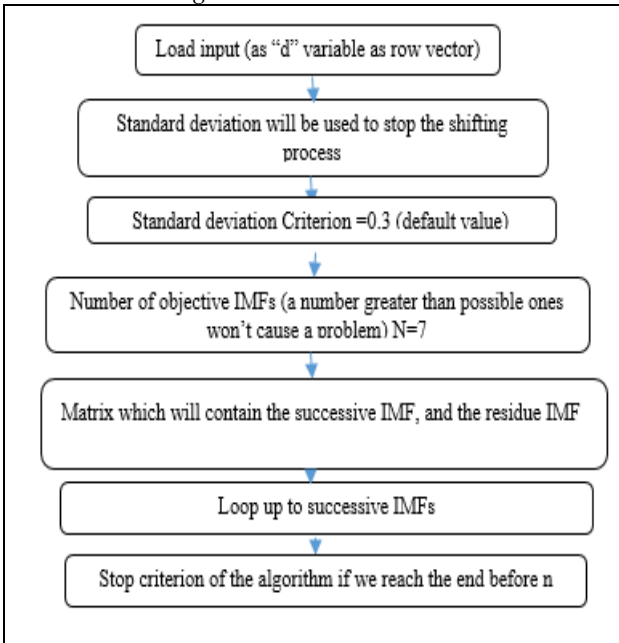 Load input (as “d” variable as row vector)
Standard deviation will be used to stop the shifting
process
Standard deviation Criterion =0.3 (default value)
Number of objective IMFs (a number greater than possible ones
won’t cause a problem) N=7
Matrix which will contain the successive IMF, and the residue IMF
Loop up to successive IMFs
Stop criterion of the algorithm if we reach the end before n